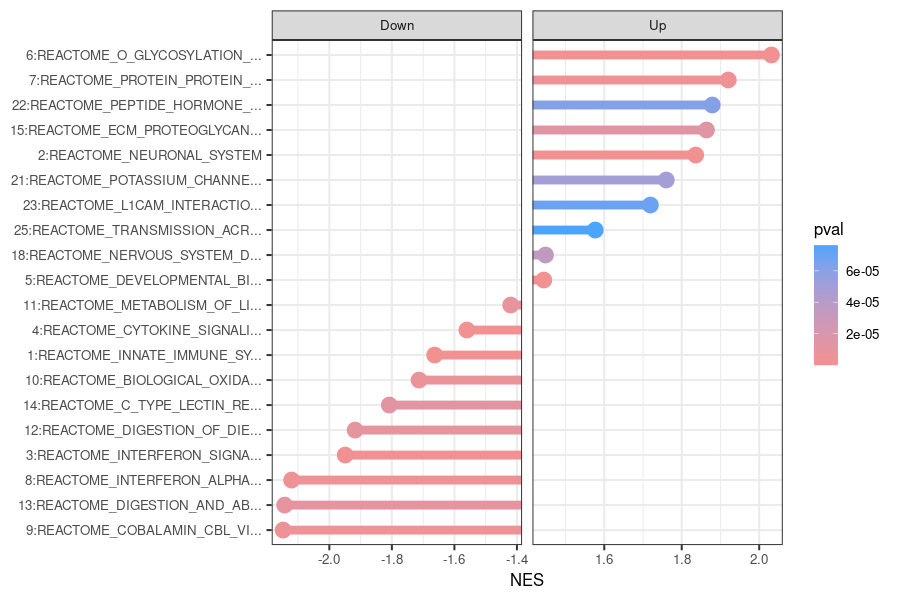 Down
Up
6:REACTOME_O_GLYCOSYLATION_...
7:REACTOME_PROTEIN_PROTEIN_...
22:REACTOME_PEPTIDE_HORMONE_...
15:REACTOME_ECM_PROTEOGLYCAN...
2:REACTOME_NEURONAL_SYSTEM
21:REACTOME_POTASSIUM_CHANNE...
23:REACTOME_L1CAM_INTERACTIO...
25:REACTOME_TRANSMISSION_ACR...
18:REACTOME_NERVOUS_SYSTEM_D...
5:REACTOME_DEVELOPMENTAL_BI...
11:REACTOME_METABOLISM_OF_LI...
4:REACTOME_CYTOKINE_SIGNALI...
1:REACTOME_INNATE_IMMUNE_SY...
10:REACTOME_BIOLOGICAL_OXIDA...
14:REACTOME_C_TYPE_LECTIN_RE...
12:REACTOME_DIGESTION_OF_DIE...
3:REACTOME_INTERFERON_SIGNA...
8:REACTOME_INTERFERON_ALPHA...
13:REACTOME_DIGESTION_AND_AB...
9:REACTOME_COBALAMIN_CBL_VI...
-2.0 -1.8 -1.6 -1.4 1.6 1.8 2.0
NES
pval
6e-05
4e-05
2e-05